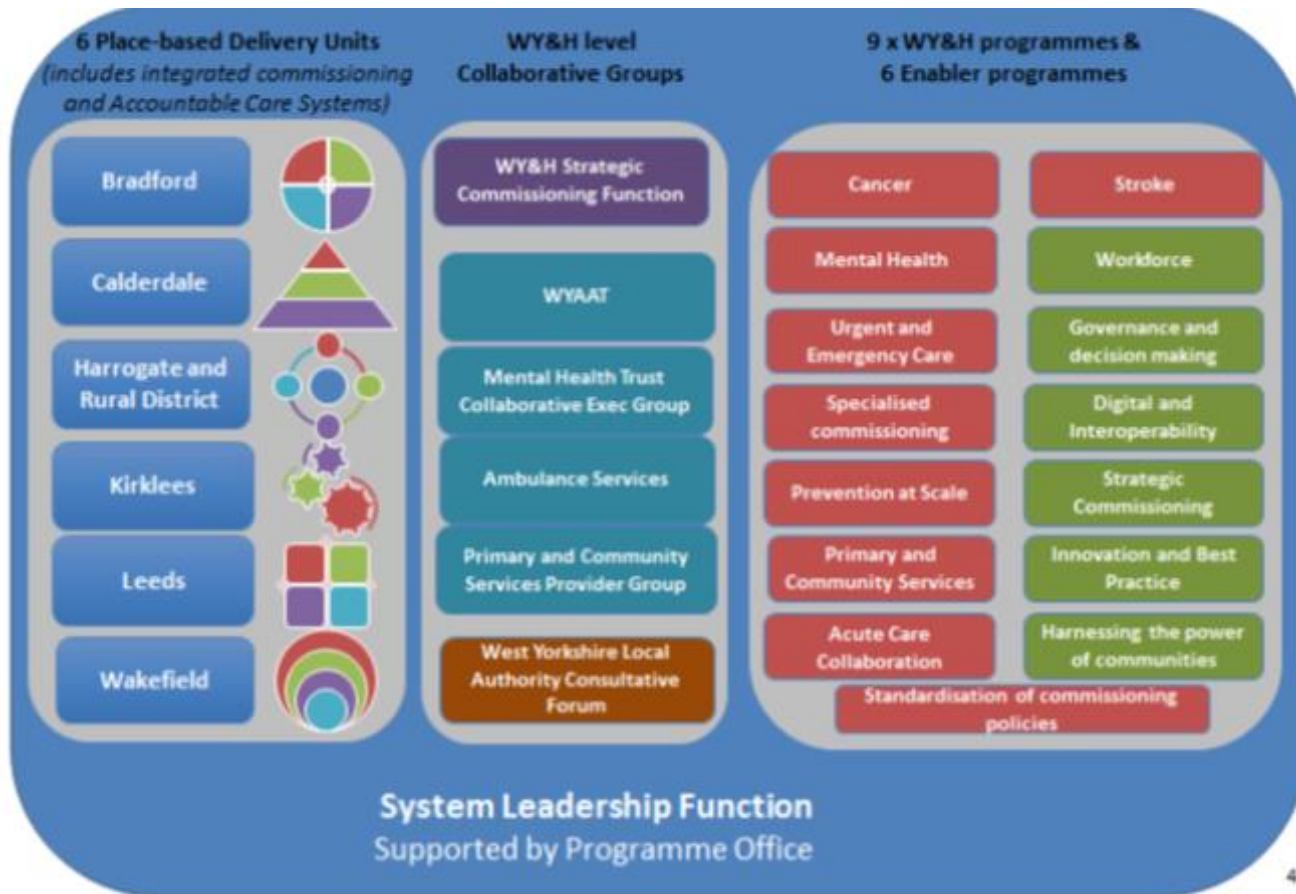 6 Place-based Delivery Units
(includes integrated commissioning
and Accountable Care Systems)
Bradford
Calderdale
Harrogate and
Rural District
Kirklees
Leeds
Wakefield
WY&H level
Collaborative Groups
WY&H Strategic
Commissioning Function
WYAAT
Mental Health Trust
Collaborative Exec Group
Ambulance Services
Primary and Community
Services Provider Group
West Yorkshire Local
Authority Consultative
Forum
9 x WY&H programmes &
6 Enabler programmes
Cancer
Stroke
Mental Health
Workforce
Urgent and
Emergency Care
Governance and
decision making
Specialised
commissioning
Digital and
Interoperability
Prevention at Scale
Strategic
Commissioning
Primary and
Community Services
Innovation and Best
Practice
Acute Care
Collaboration
Harnessing the power
of communities
Standardisation of commissioning
policies
System Leadership Function
Supported by Programme Office
4